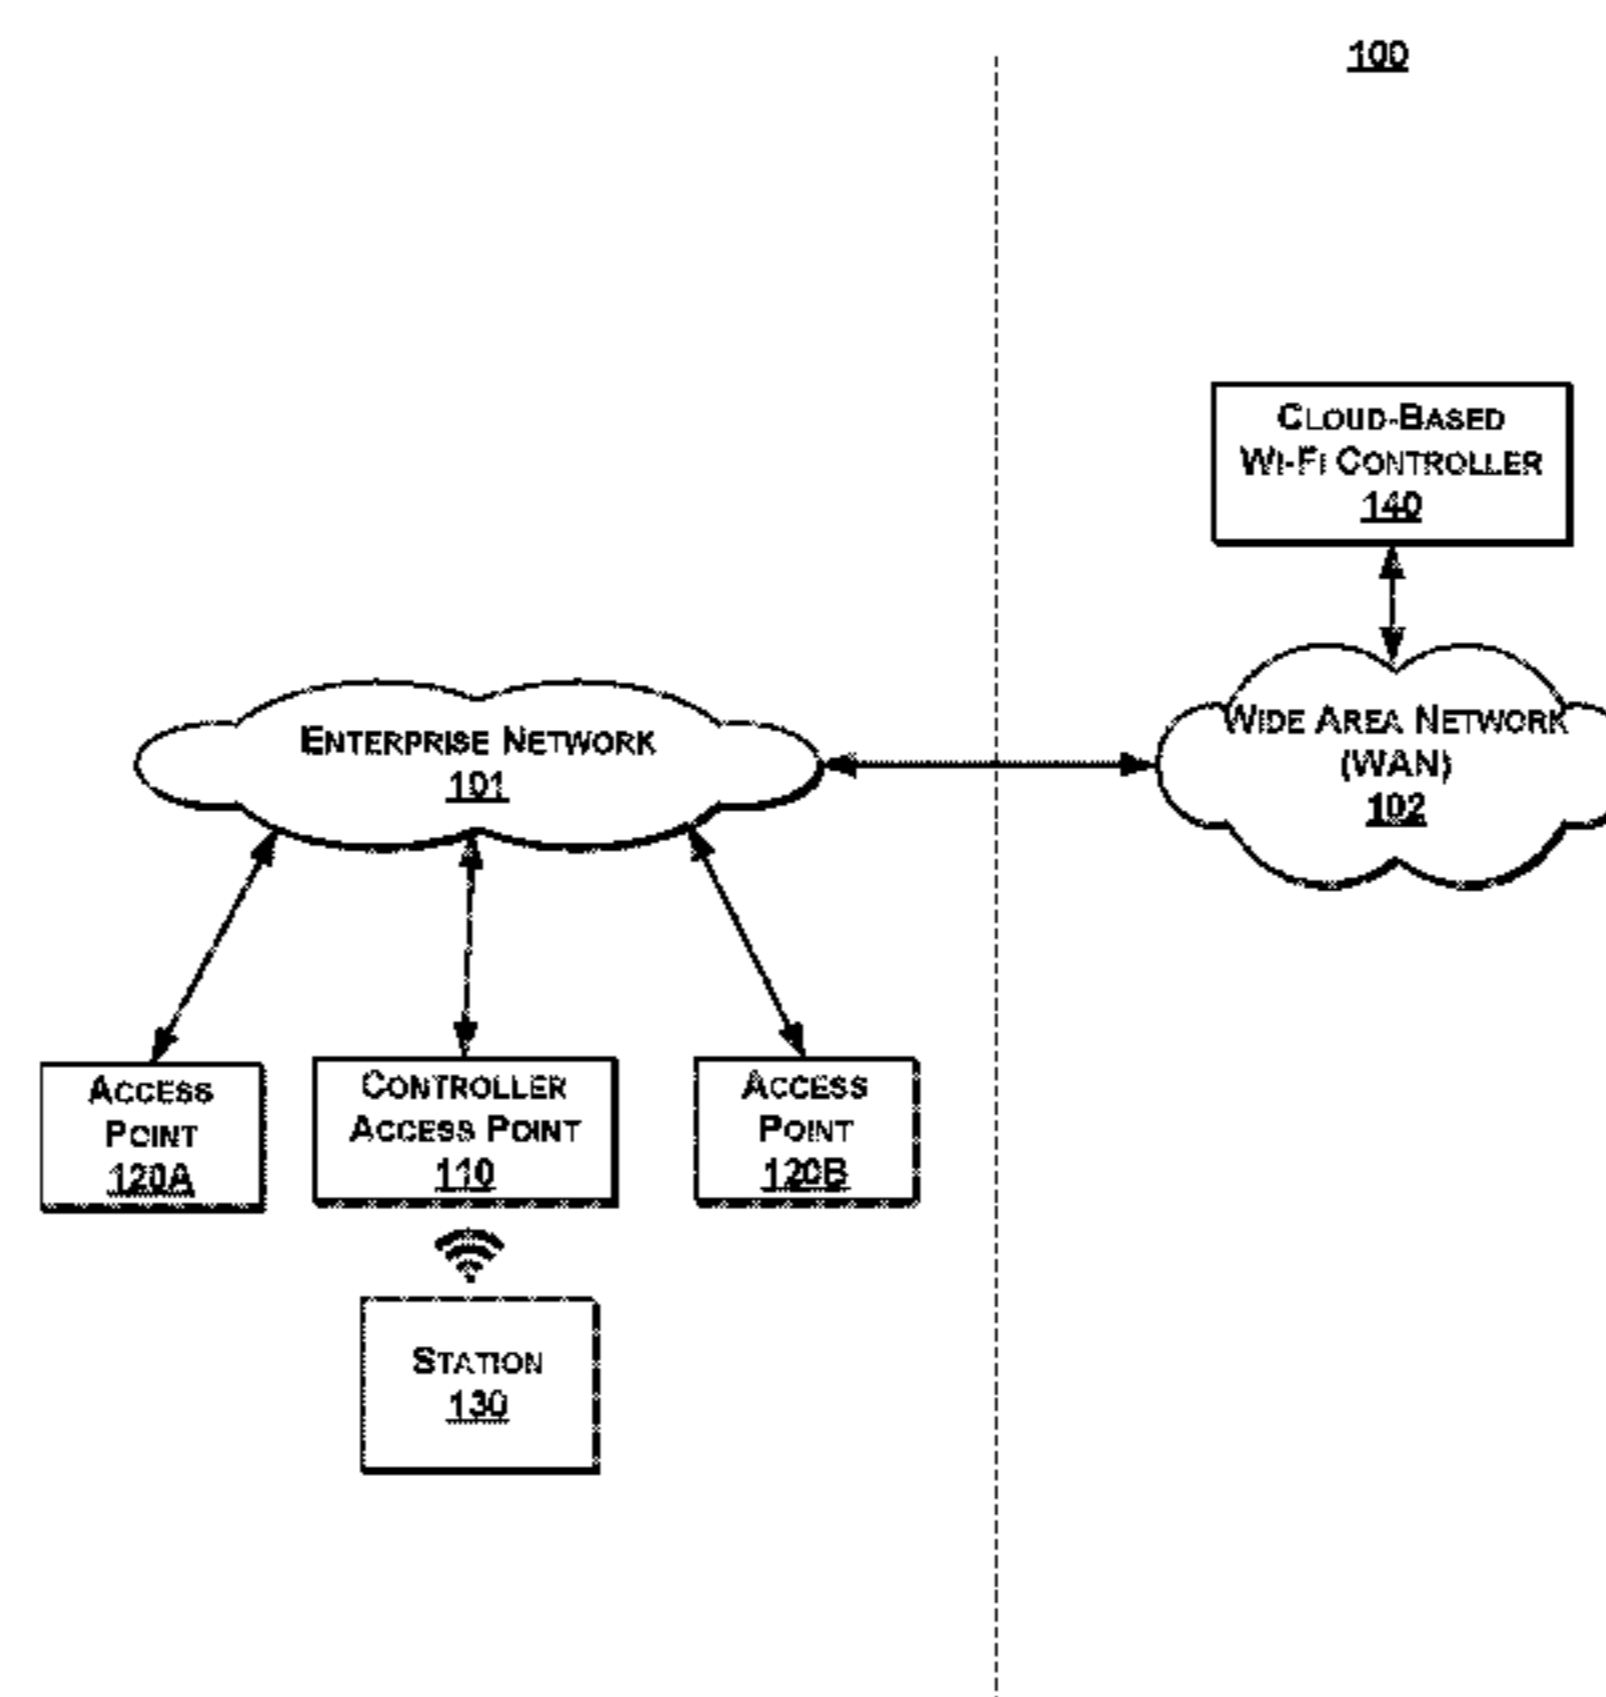 100
CLOUD-BASED
WI-FI CONTROLLER
140
ENTERPRISE NETWORK
101
WIDE AREA NETWORK
(WAN)
102
ACCESS
POINT
120A
CONTROLLER
ACCESS POINT
110
ACCESS
POINT
120B
STATION
130